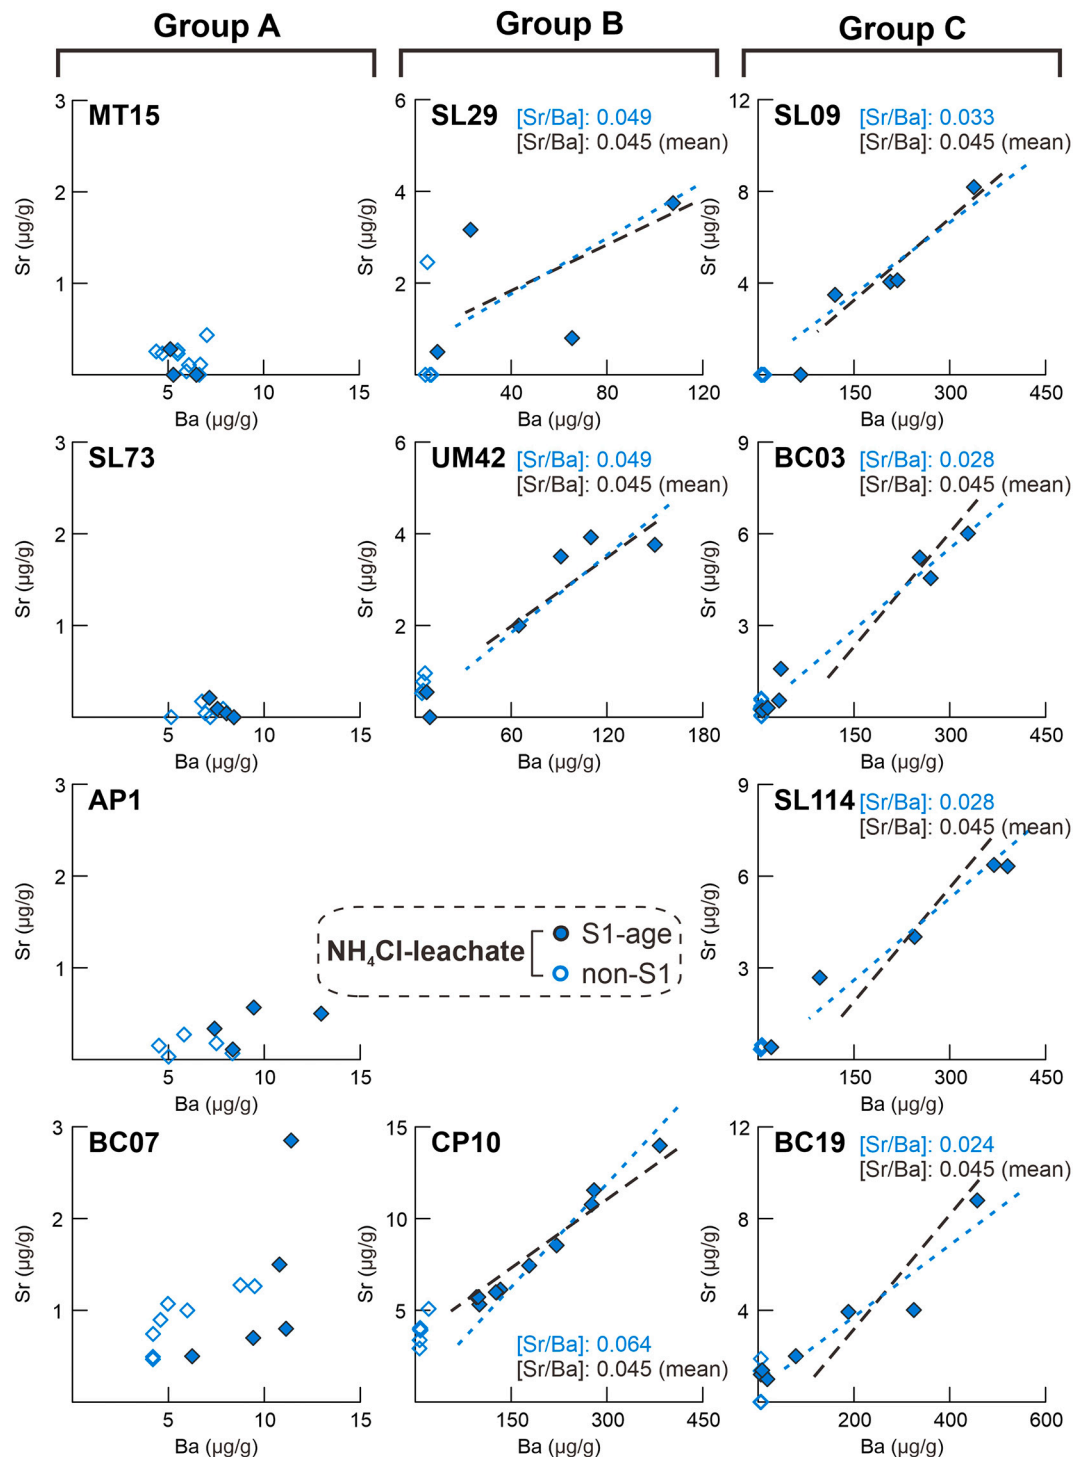 Group A
Group B
Group C
MT15
3
2
1
Sr (µg/g)
5
10
15
Ba (µg/g)
SL29
[Sr/Ba]: 0.049
[Sr/Ba]: 0.045 (mean)
6
4
2
Sr (µg/g)
40
80
120
Ba (µg/g)
SL09
[Sr/Ba]: 0.033
[Sr/Ba]: 0.045 (mean)
12
8
4
Sr (µg/g)
150
300
450
Ba (µg/g)
SL73
3
2
1
Sr (µg/g)
5
10
15
Ba (µg/g)
UM42
[Sr/Ba]: 0.049
[Sr/Ba]: 0.045 (mean)
6
4
2
Sr (µg/g)
60
120
180
Ba (µg/g)
BC03
[Sr/Ba]: 0.028
[Sr/Ba]: 0.045 (mean)
9
6
3
Sr (µg/g)
150
300
450
Ba (µg/g)
AP1
3
2
1
Sr (µg/g)
5
10
15
Ba (µg/g)
NH₄Cl-leachate
S1-age
non-S1
SL114
[Sr/Ba]: 0.028
[Sr/Ba]: 0.045 (mean)
9
6
3
Sr (µg/g)
150
300
450
Ba (µg/g)
BC07
3
2
1
Sr (µg/g)
5
10
15
Ba (µg/g)
CP10
15
10
5
Sr (µg/g)
[Sr/Ba]: 0.064
[Sr/Ba]: 0.045 (mean)
150
300
450
Ba (µg/g)
BC19
[Sr/Ba]: 0.024
[Sr/Ba]: 0.045 (mean)
12
8
4
Sr (µg/g)
200
400
600
Ba (µg/g)